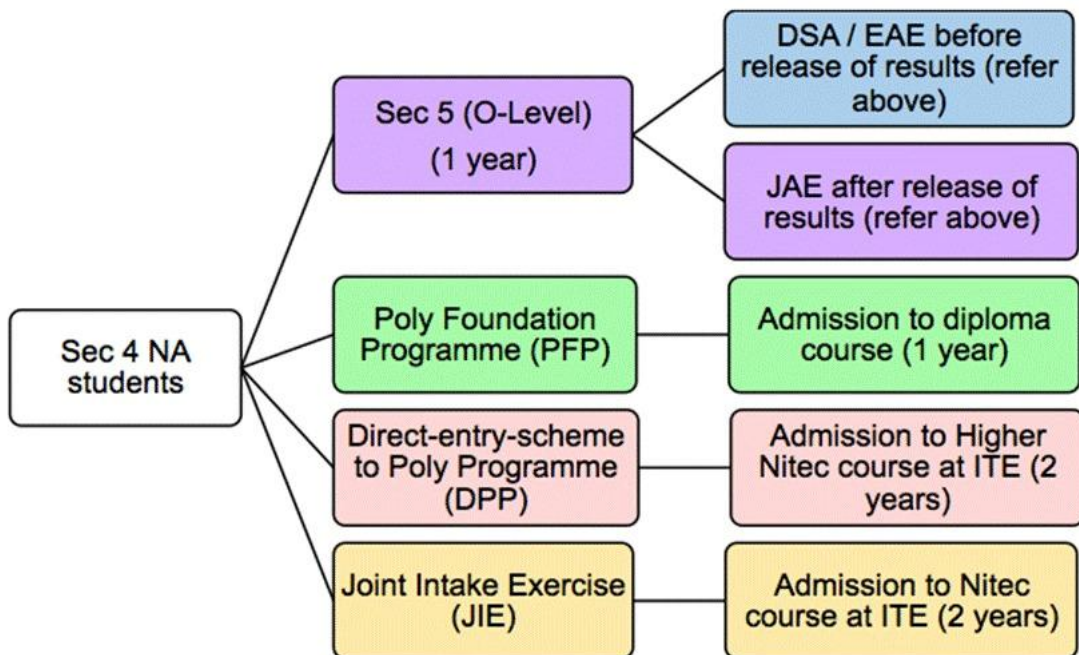 Sec 4 NA
students
Sec 5 (O-Level)
(1 year)
DSA / EAE before
release of results (refer
above)
JAE after release of
results (refer above)
Poly Foundation
Programme (PFP)
Admission to diploma
course (1 year)
Direct-entry-scheme
to Poly Programme
(DPP)
Admission to Higher
Nitec course at ITE (2
years)
Joint Intake Exercise
(JIE)
Admission to Nitec
course at ITE (2 years)